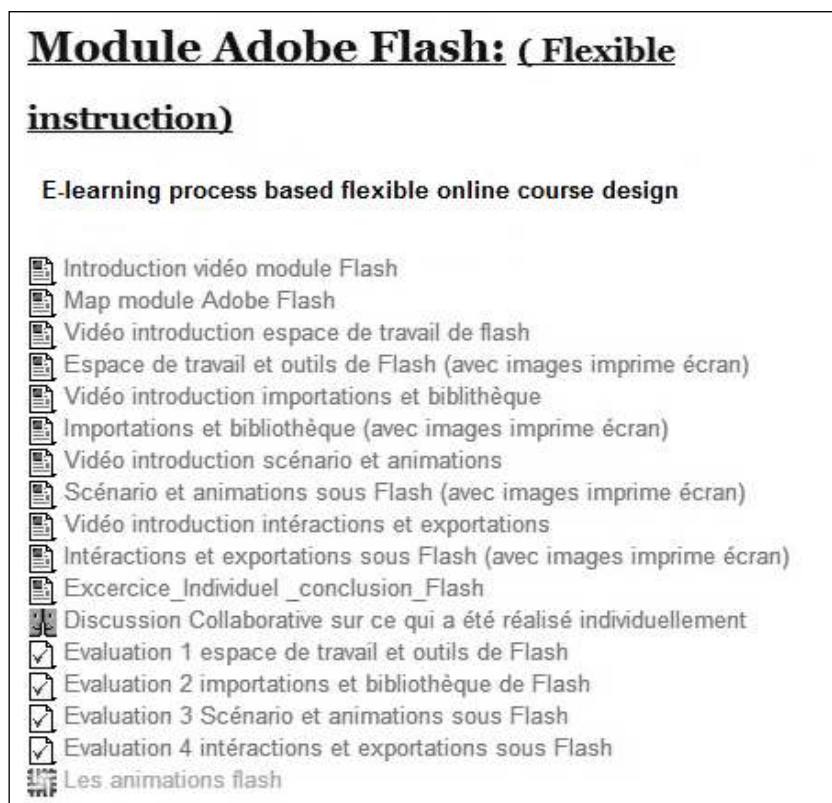 Module Adobe Flash: ( Flexible
instruction)
E-learning process based flexible online course design
Introduction vidéo module Flash
Map module Adobe Flash
Vidéo introduction espace de travail de flash
Espace de travail et outils de Flash (avec images imprime écran)
Vidéo introduction importations et biblithèque
Importations et bibliothèque (avec images imprime écran)
Vidéo introduction scénario et animations
Scénario et animations sous Flash (avec images imprime écran)
Vidéo introduction intéractions et exportations
Intéractions et exportations sous Flash (avec images imprime écran)
Excercice_Individuel _conclusion_Flash
Discussion Collaborative sur ce qui a été réalisé individuellement
Evaluation 1 espace de travail et outils de Flash
Evaluation 2 importations et bibliothèque de Flash
Evaluation 3 Scénario et animations sous Flash
Evaluation 4 intéractions et exportations sous Flash
Les animations flash